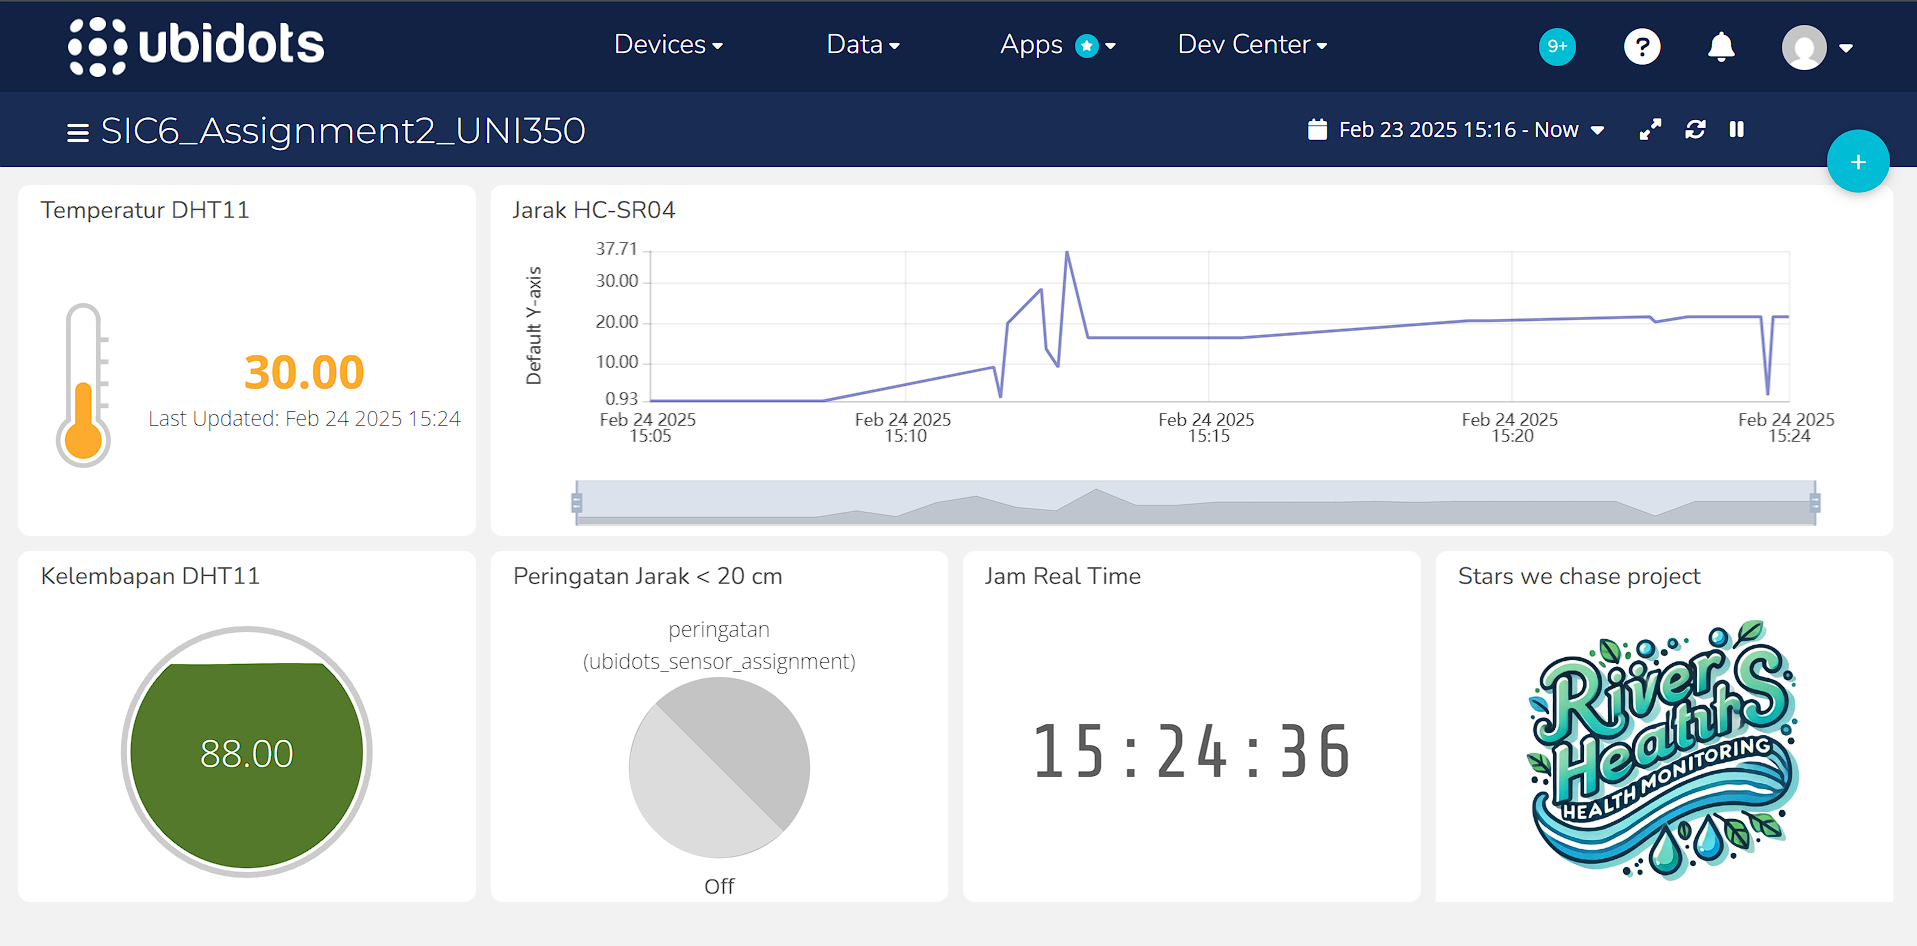 ubidots
Devices
Data
Apps
Dev Center
9+
?
SIC6_Assignment2_UNI350
Feb 23 2025 15:16 - Now
+
Temperatur DHT11
30.00
Last Updated: Feb 24 2025 15:24
Jarak HC-SR04
Default Y-axis
37.71
30.00
20.00
10.00
0.93
Feb 24 2025
15:05
Feb 24 2025
15:10
Feb 24 2025
15:15
Feb 24 2025
15:20
Feb 24 2025
15:24
Kelembapan DHT11
88.00
Peringatan Jarak < 20 cm
peringatan
(ubidots_sensor_assignment)
Off
Jam Real Time
15:24:36
Stars we chase project
River
Health
S
HEALTH MONITORING